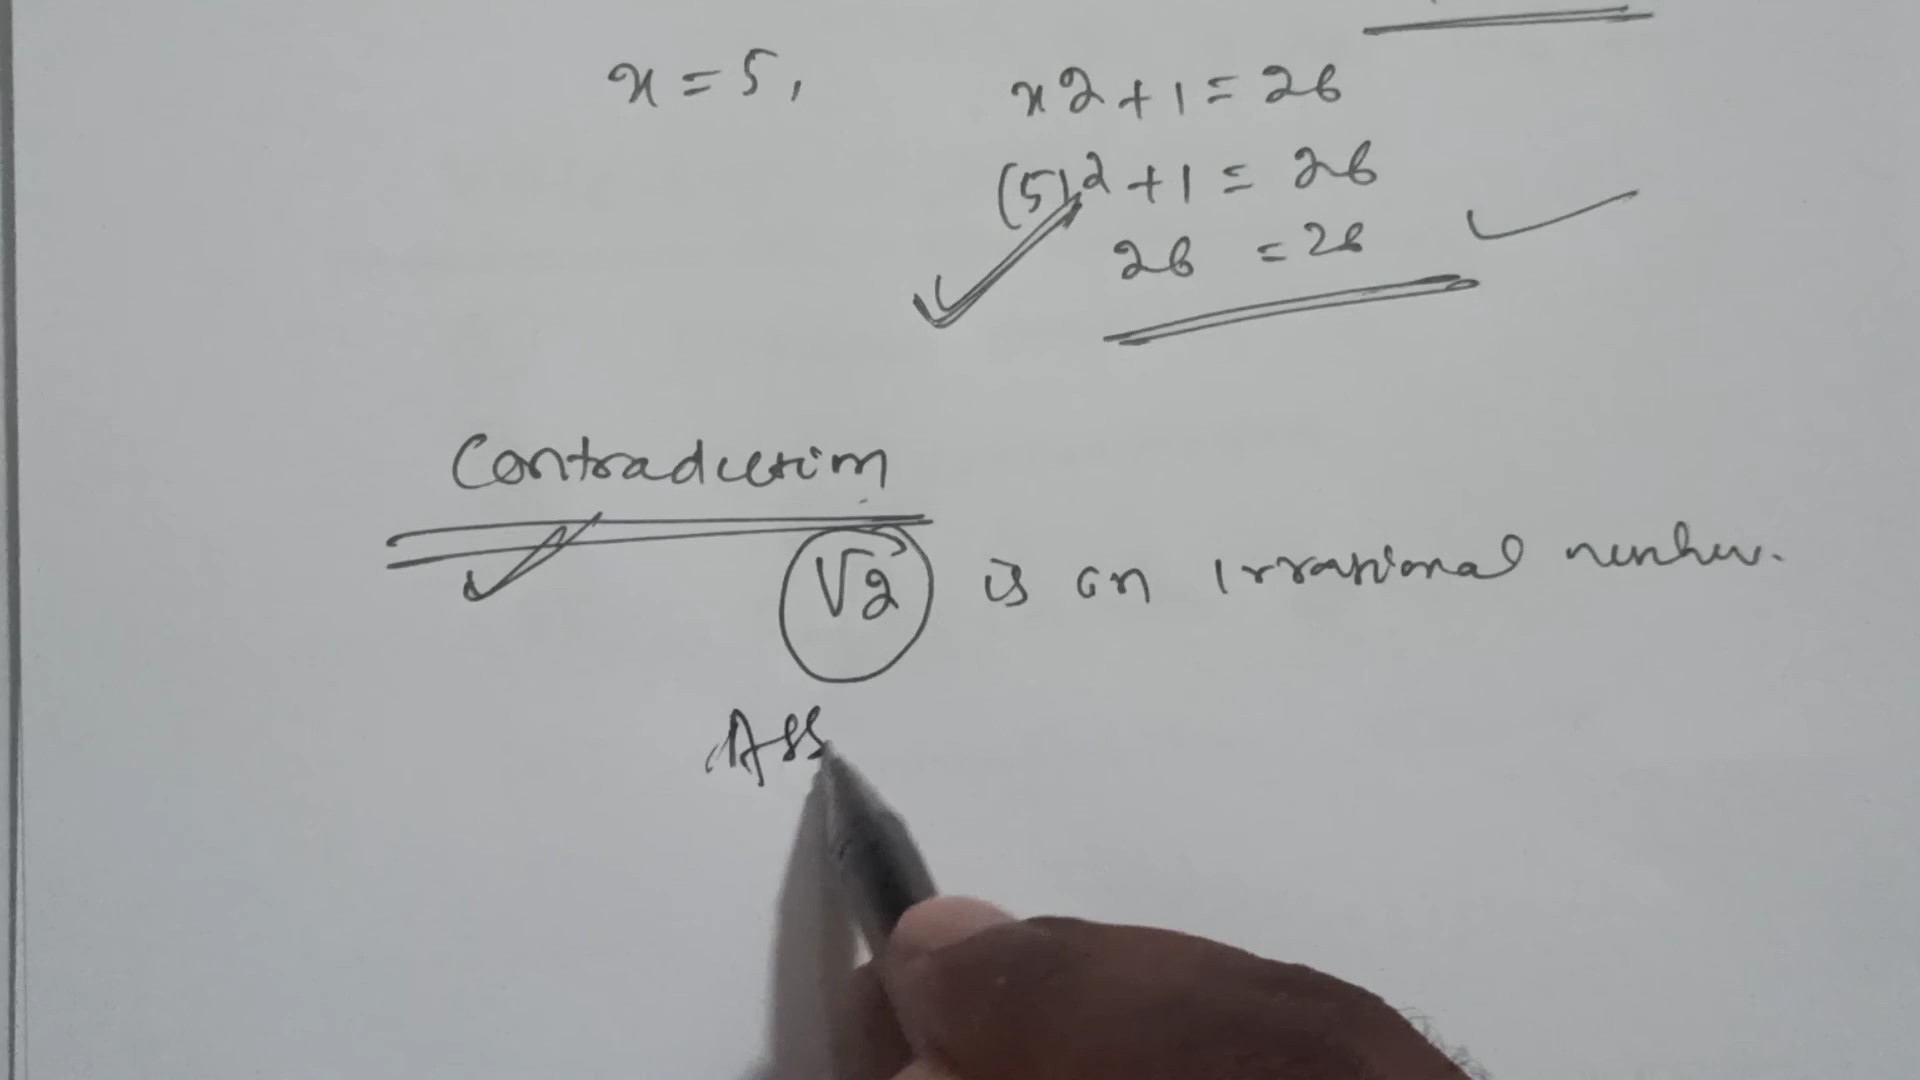 x = 5, x2 + 1 = 26
(5)2 + 1 = 26
26 = 26
Contradiction
√2 is an irrational number.
Ass